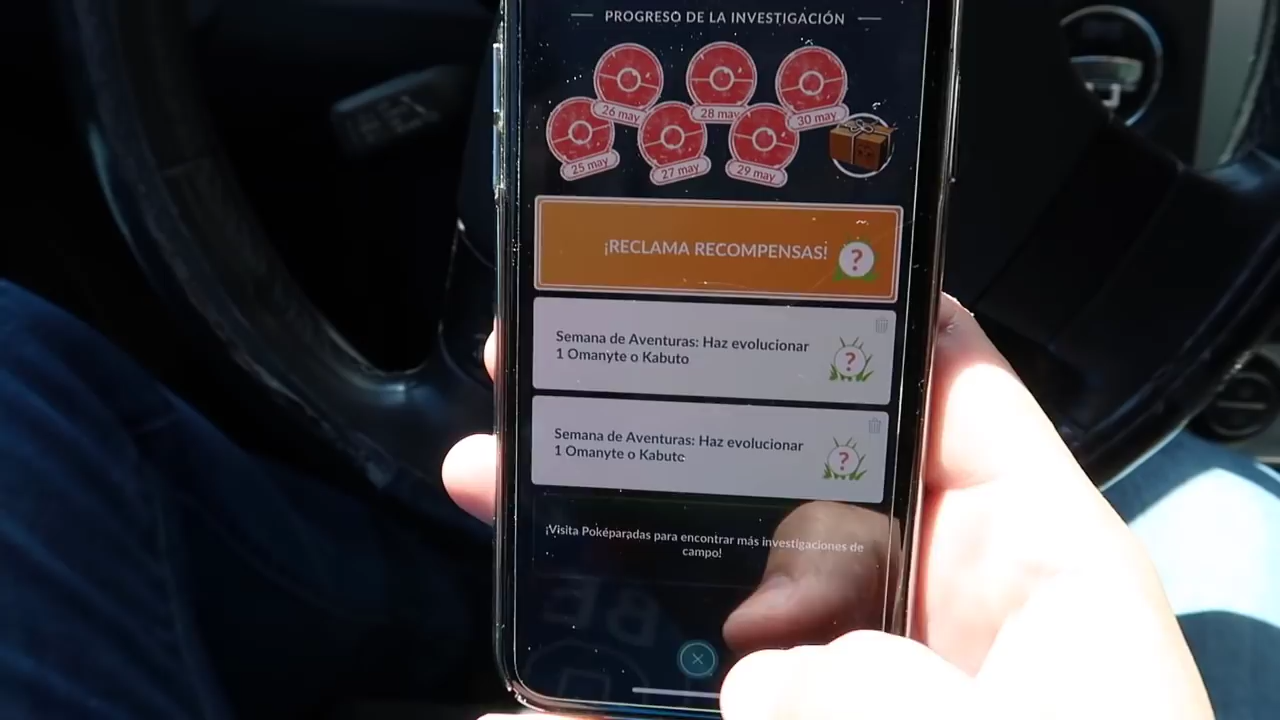 PROGRESO DE LA INVESTIGACIÓN
26 may
28 may
30 may
25 may
27 may
29 may
¡RECLAMA RECOMPENSAS!
?
Semana de Aventuras: Haz evolucionar
1 Omanyte o Kabuto
?
Semana de Aventuras: Haz evolucionar
1 Omanyte o Kabuto
?
¡Visita Poképaradas para encontrar más investigaciones de
campo!